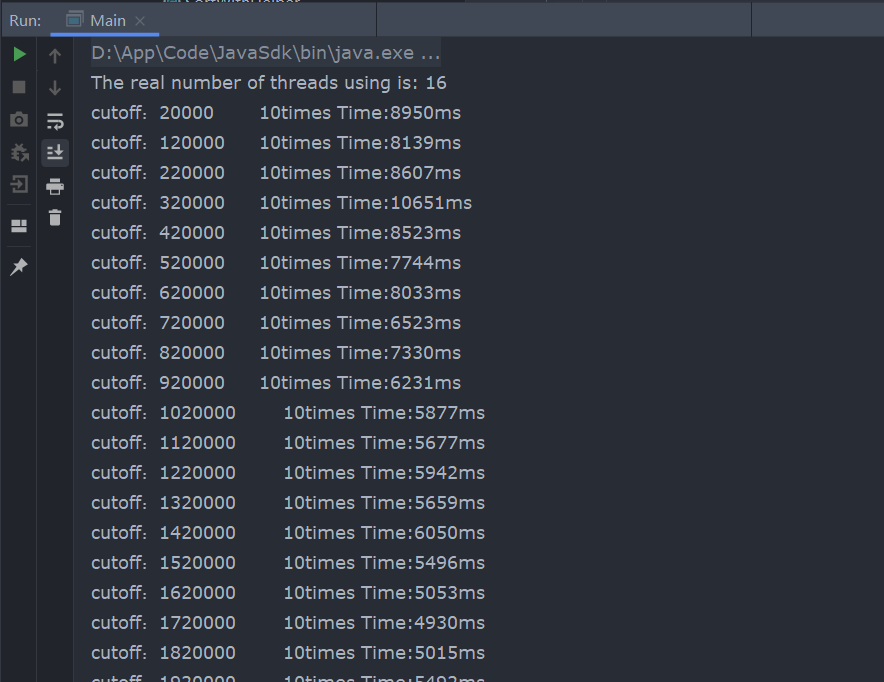 Run: Main
D:\App\Code\JavaSdk\bin\java.exe ...
The real number of threads using is: 16
cutoff：20000 10times Time:8950ms
cutoff：120000 10times Time:8139ms
cutoff：220000 10times Time:8607ms
cutoff：320000 10times Time:10651ms
cutoff：420000 10times Time:8523ms
cutoff：520000 10times Time:7744ms
cutoff：620000 10times Time:8033ms
cutoff：720000 10times Time:6523ms
cutoff：820000 10times Time:7330ms
cutoff：920000 10times Time:6231ms
cutoff：1020000 10times Time:5877ms
cutoff：1120000 10times Time:5677ms
cutoff：1220000 10times Time:5942ms
cutoff：1320000 10times Time:5659ms
cutoff：1420000 10times Time:6050ms
cutoff：1520000 10times Time:5496ms
cutoff：1620000 10times Time:5053ms
cutoff：1720000 10times Time:4930ms
cutoff：1820000 10times Time:5015ms
cutoff：1920000 10times